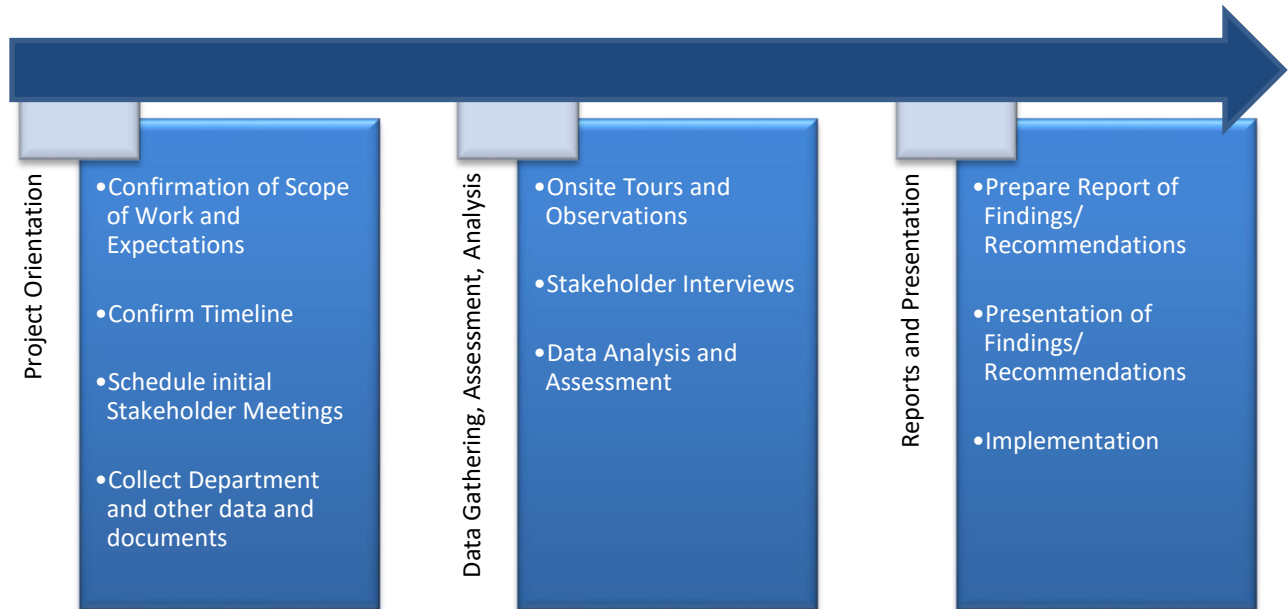 Project Orientation
•Confirmation of Scope
of Work and
Expectations
•Confirm Timeline
•Schedule initial
Stakeholder Meetings
•Collect Department
and other data and
documents
Data Gathering, Assessment, Analysis
•Onsite Tours and
Observations
•Stakeholder Interviews
•Data Analysis and
Assessment
Reports and Presentation
•Prepare Report of
Findings/
Recommendations
•Presentation of
Findings/
Recommendations
•Implementation